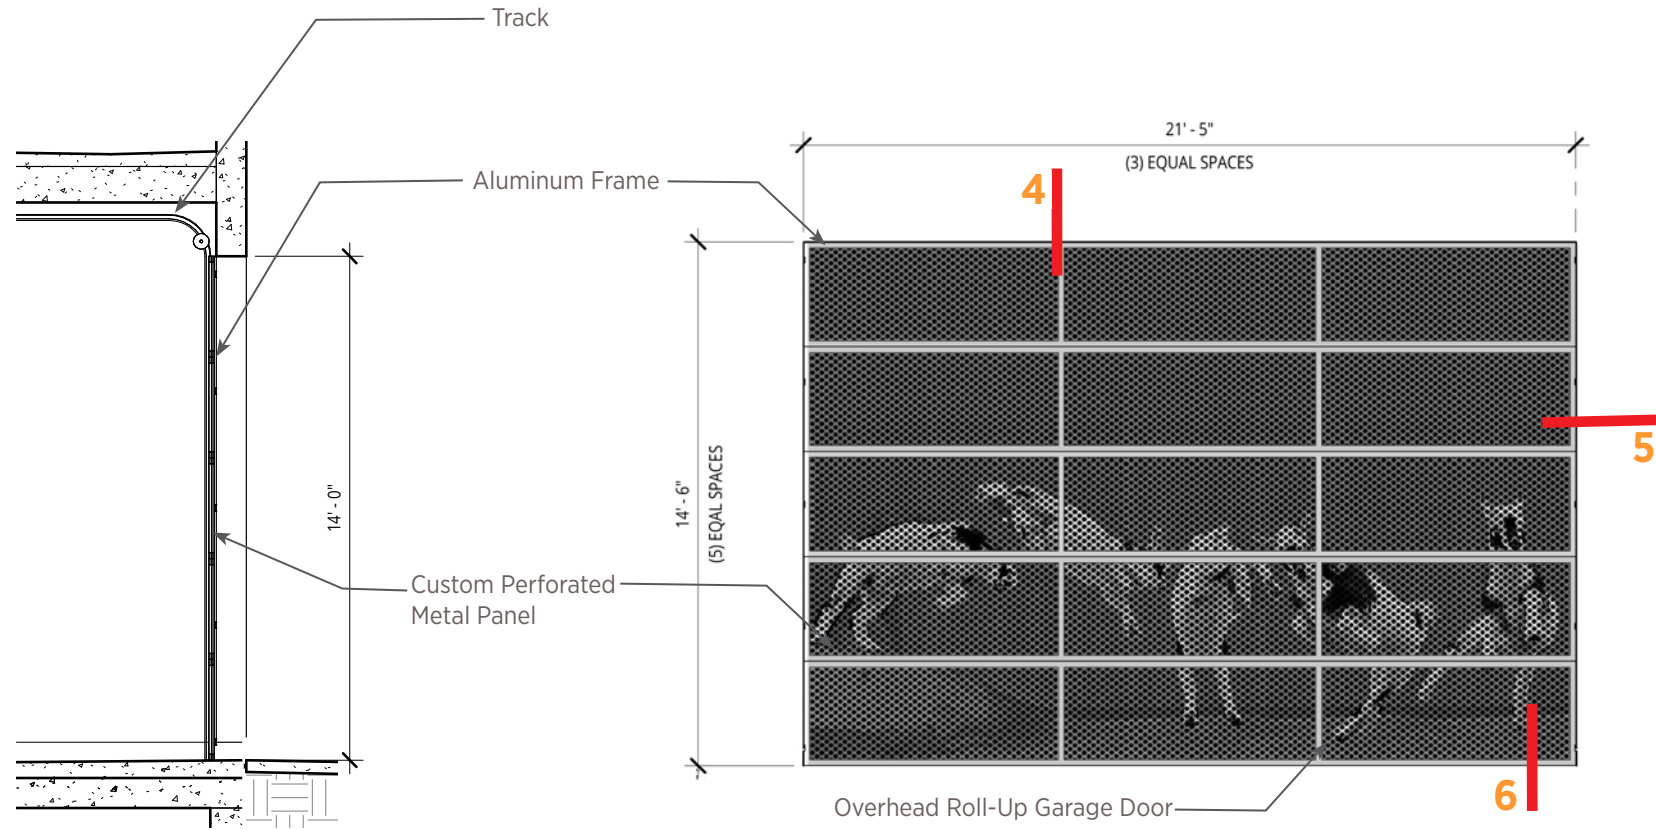 Track
21' - 5"
(3) EQUAL SPACES
Aluminum Frame
4
5
14' - 0"
14' - 6"
(5) EQAL SPACES
Custom Perforated
Metal Panel
6
Overhead Roll-Up Garage Door